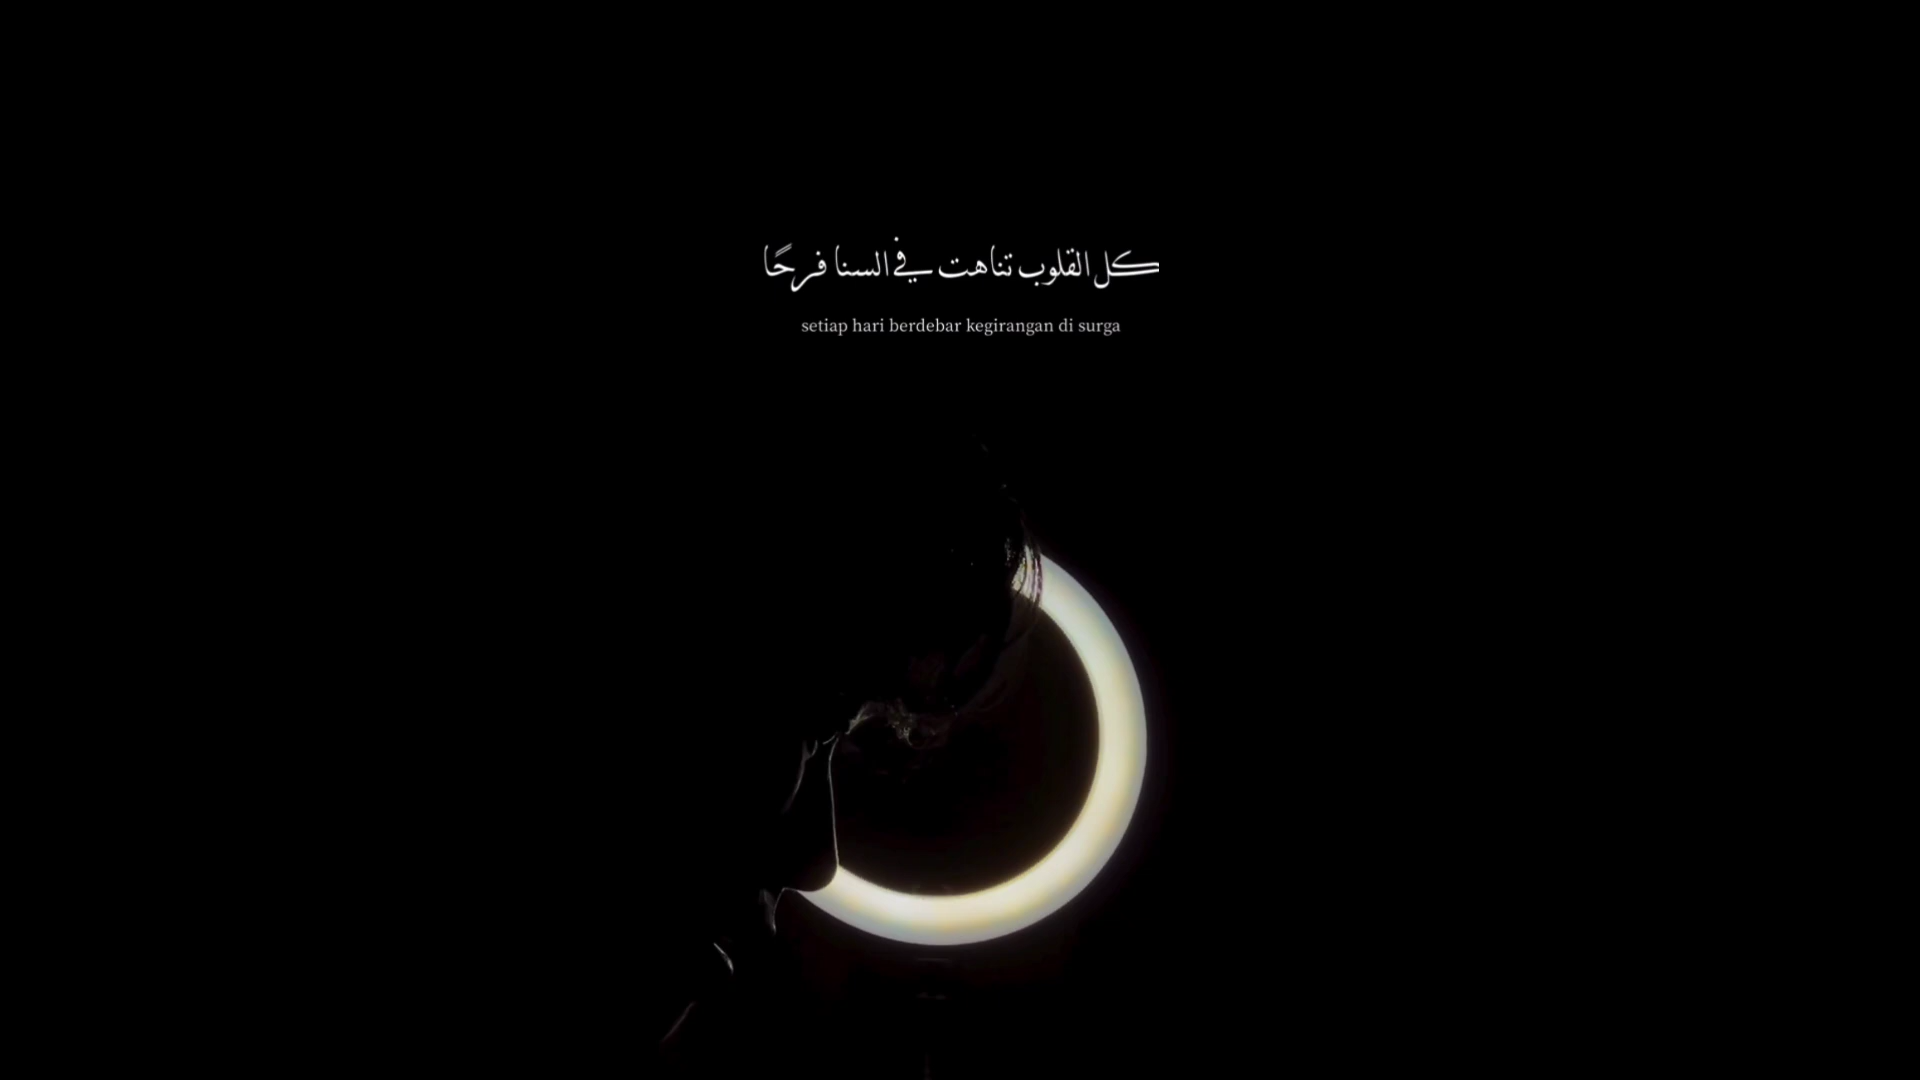 كل القلوب تناهت في السنا فرحًا
setiap hari berdebar kegirangan di surga